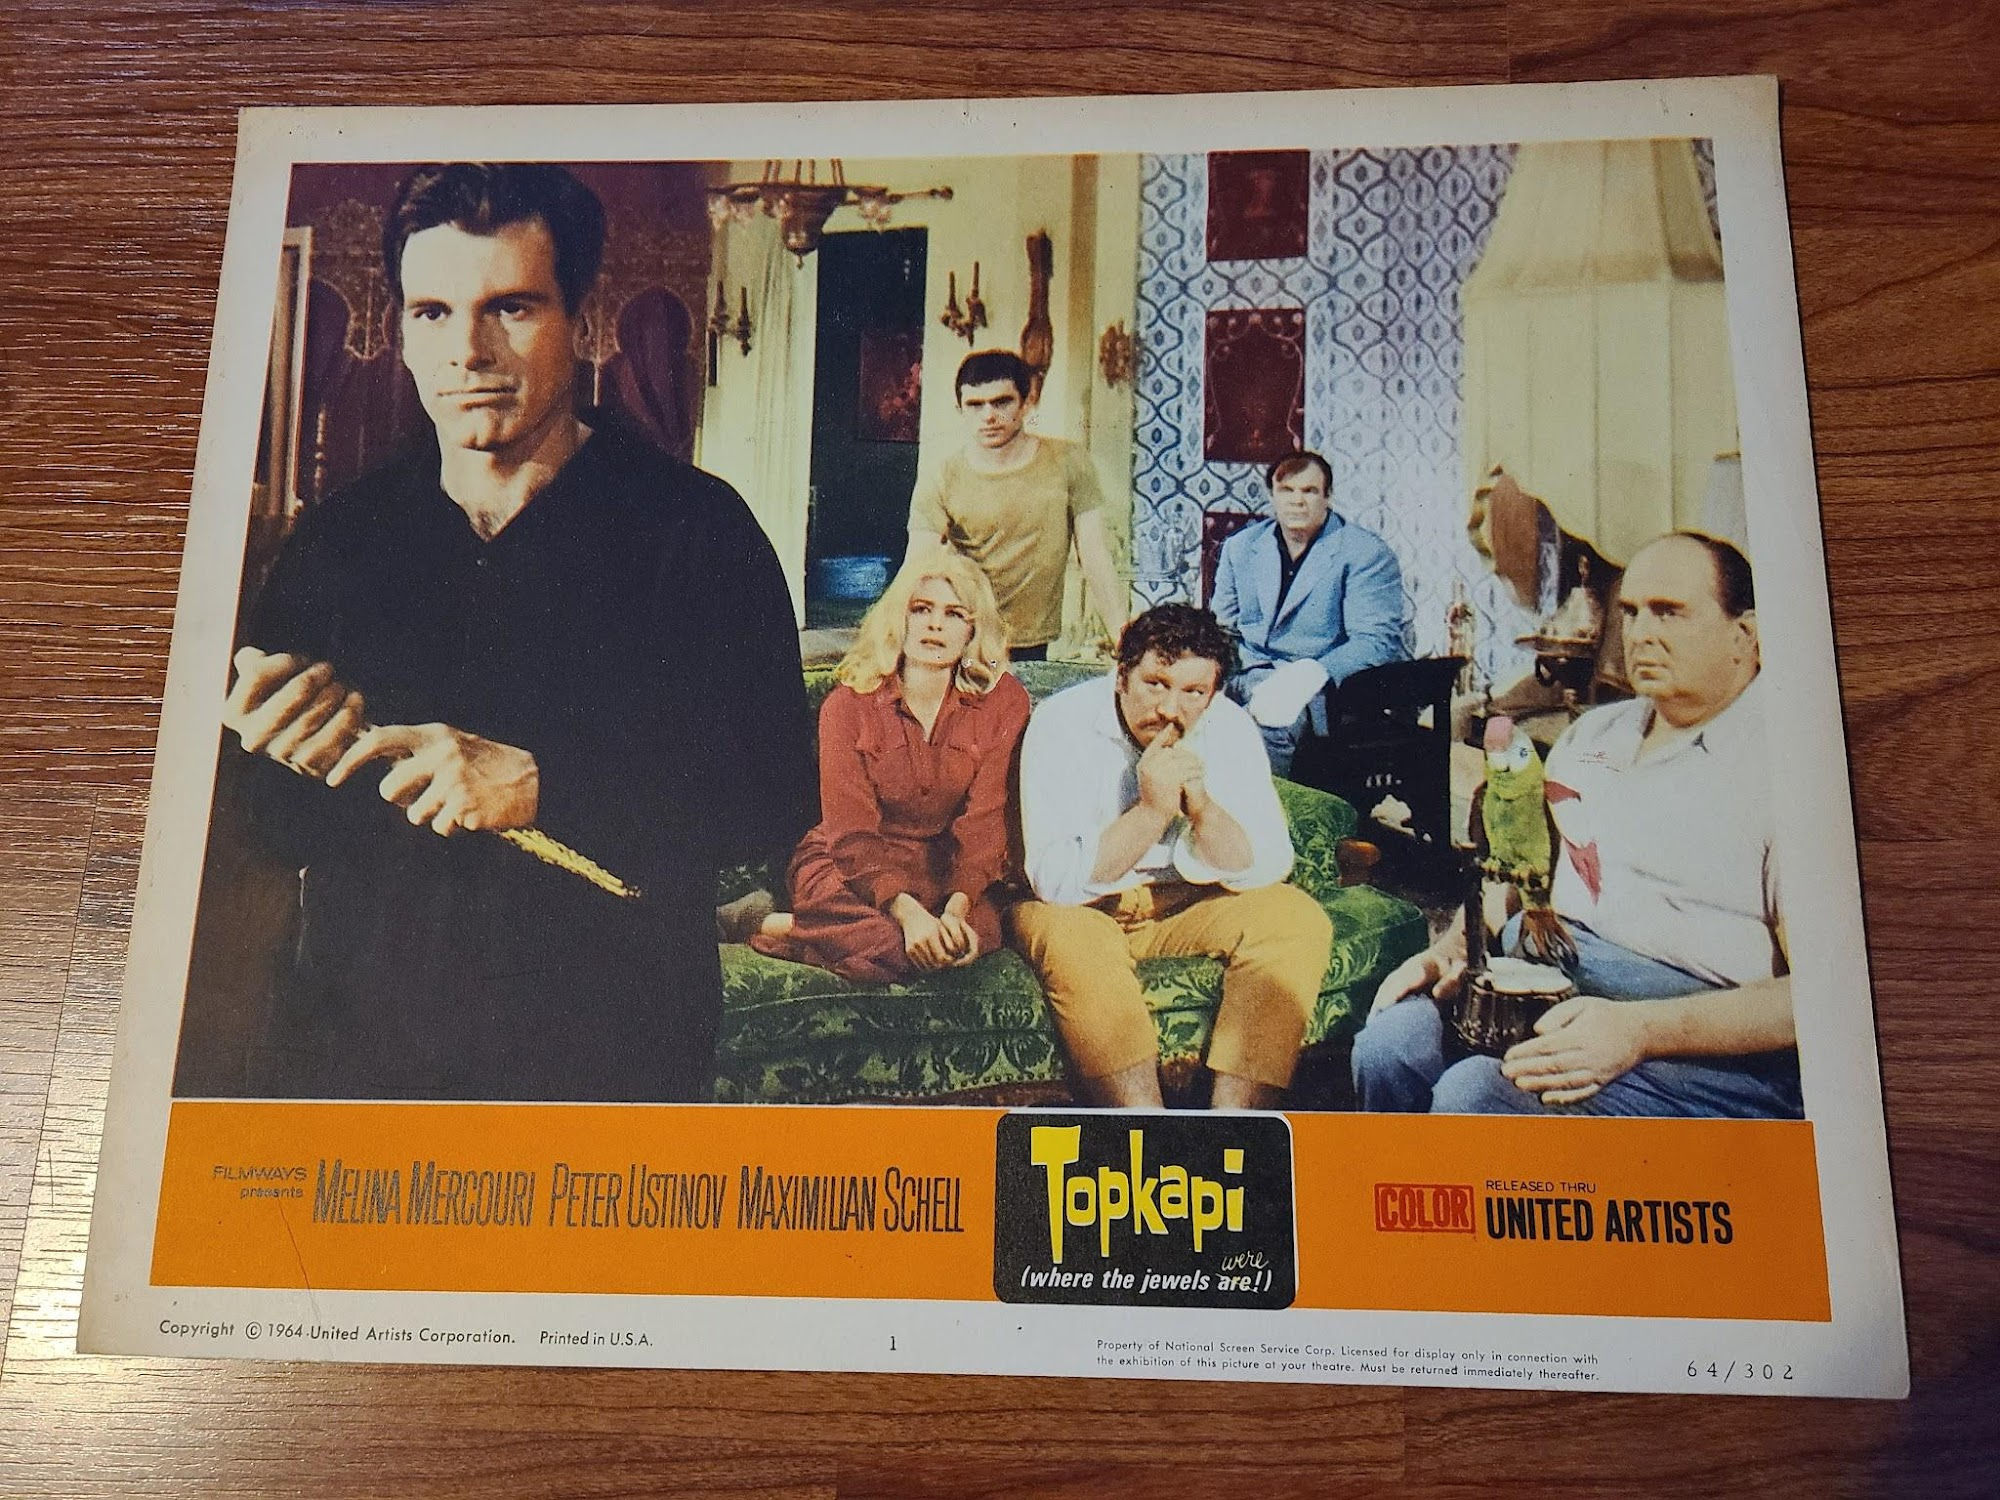 FILMWAYS
presents
MELINA MERCOURI PETER USTINOV MAXIMILIAN SCHELL
Topkapi
were
(where the jewels are!)
COLOR
RELEASED THRU
UNITED ARTISTS
Copyright © 1964 United Artists Corporation. Printed in U.S.A.
1
Property of National Screen Service Corp. Licensed for display only in connection with
the exhibition of this picture at your theatre. Must be returned immediately thereafter.
64/302